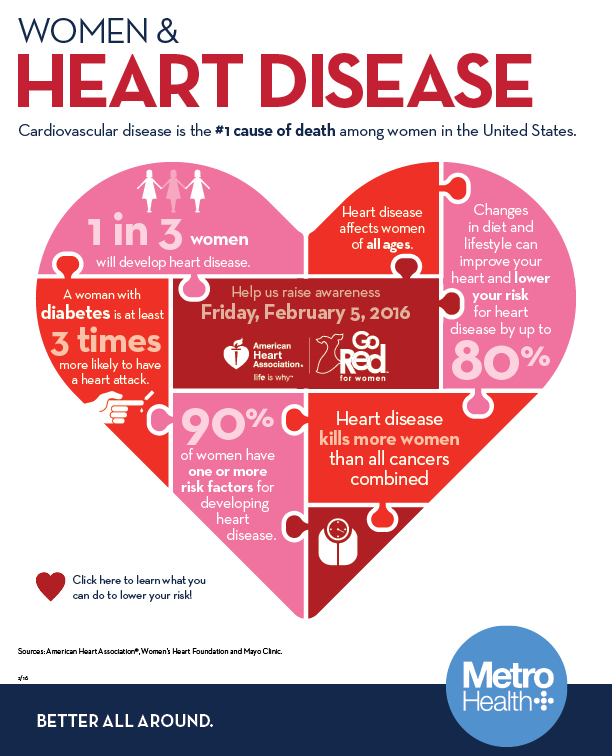 WOMEN &
HEART DISEASE
Cardiovascular disease is the #1 cause of death among women in the United States.
1 in 3 women
will develop heart disease.
Heart disease
affects women
of all ages.
Changes
in diet and
lifestyle can
improve your
heart and lower
your risk
for heart
disease by up to
80%
A woman with
diabetes is at least
3 times
more likely to have
a heart attack.
Help us raise awareness
Friday, February 5, 2016
American
Heart
Association®
life is why™
Go
Red
for women
90%
of women have
one or more
risk factors for
developing
heart
disease.
Heart disease
kills more women
than all cancers
combined
Click here to learn what you
can do to lower your risk!
Sources: American Heart Association®, Women's Heart Foundation and Mayo Clinic.
2/16
BETTER ALL AROUND.
Metro
Health